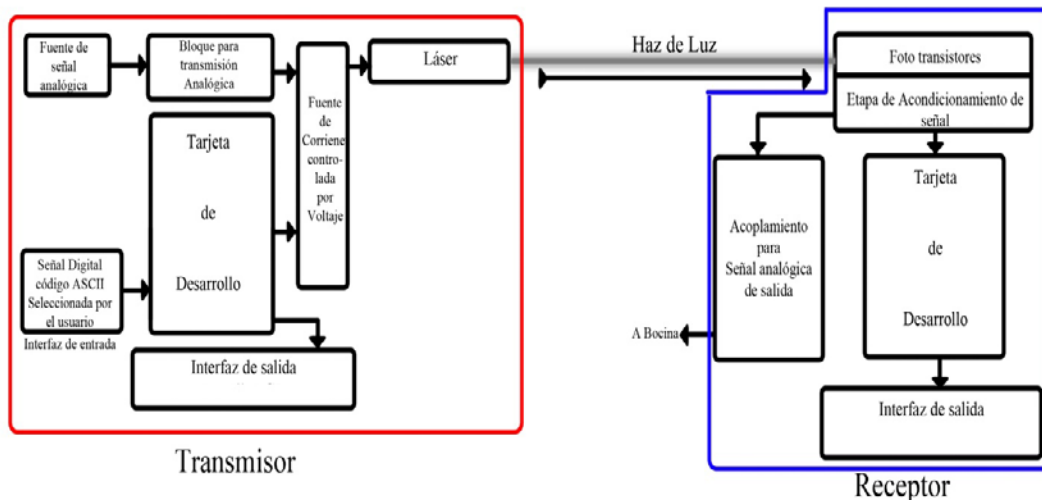 Fuente de
señal
analógica
Bloque para
transmisión
Analógica
Fuente
de
Corriene
contro-
lada
por
Voltaje
Láser
Tarjeta
de
Desarrollo
Señal Digital
código ASCII
Seleccionada por
el usuario
Interfaz de entrada
Interfaz de salida
Transmisor
Haz de Luz
Foto transistores
Etapa de Acondicionamiento de
señal
Acoplamiento
para
Señal analógica
de salida
A Bocina
Tarjeta
de
Desarrollo
Interfaz de salida
Receptor